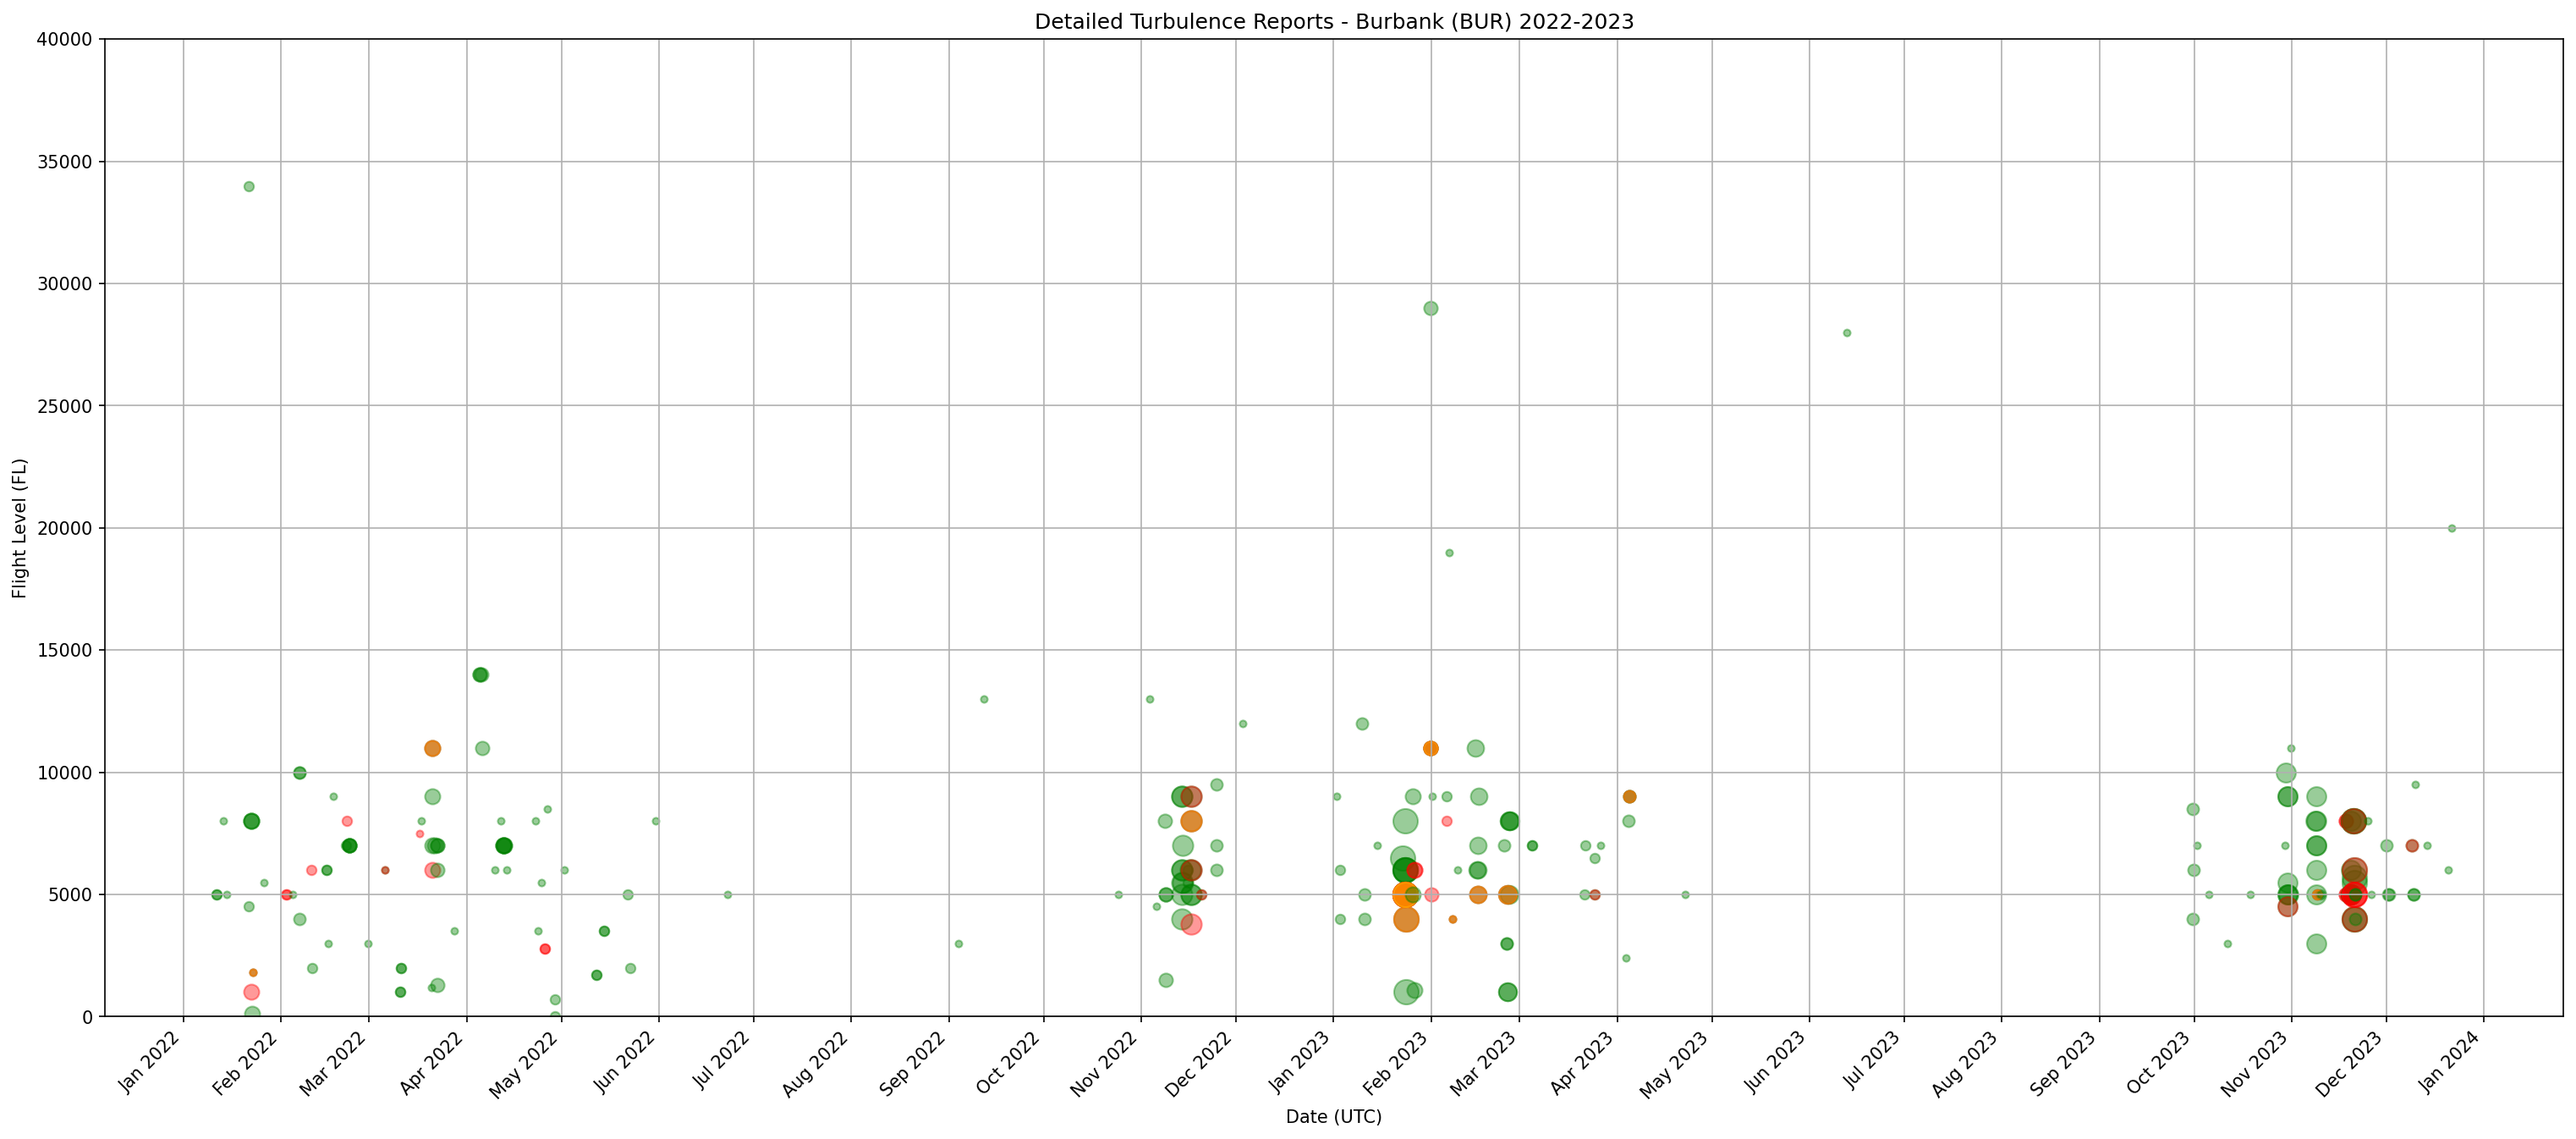 Detailed Turbulence Reports - Burbank (BUR) 2022-2023
40000
35000
30000
25000
20000
15000
10000
5000
0
Flight Level (FL)
Jan 2022
Feb 2022
Mar 2022
Apr 2022
May 2022
Jun 2022
Jul 2022
Aug 2022
Sep 2022
Oct 2022
Nov 2022
Dec 2022
Jan 2023
Feb 2023
Mar 2023
Apr 2023
May 2023
Jun 2023
Jul 2023
Aug 2023
Sep 2023
Oct 2023
Nov 2023
Dec 2023
Jan 2024
Date (UTC)